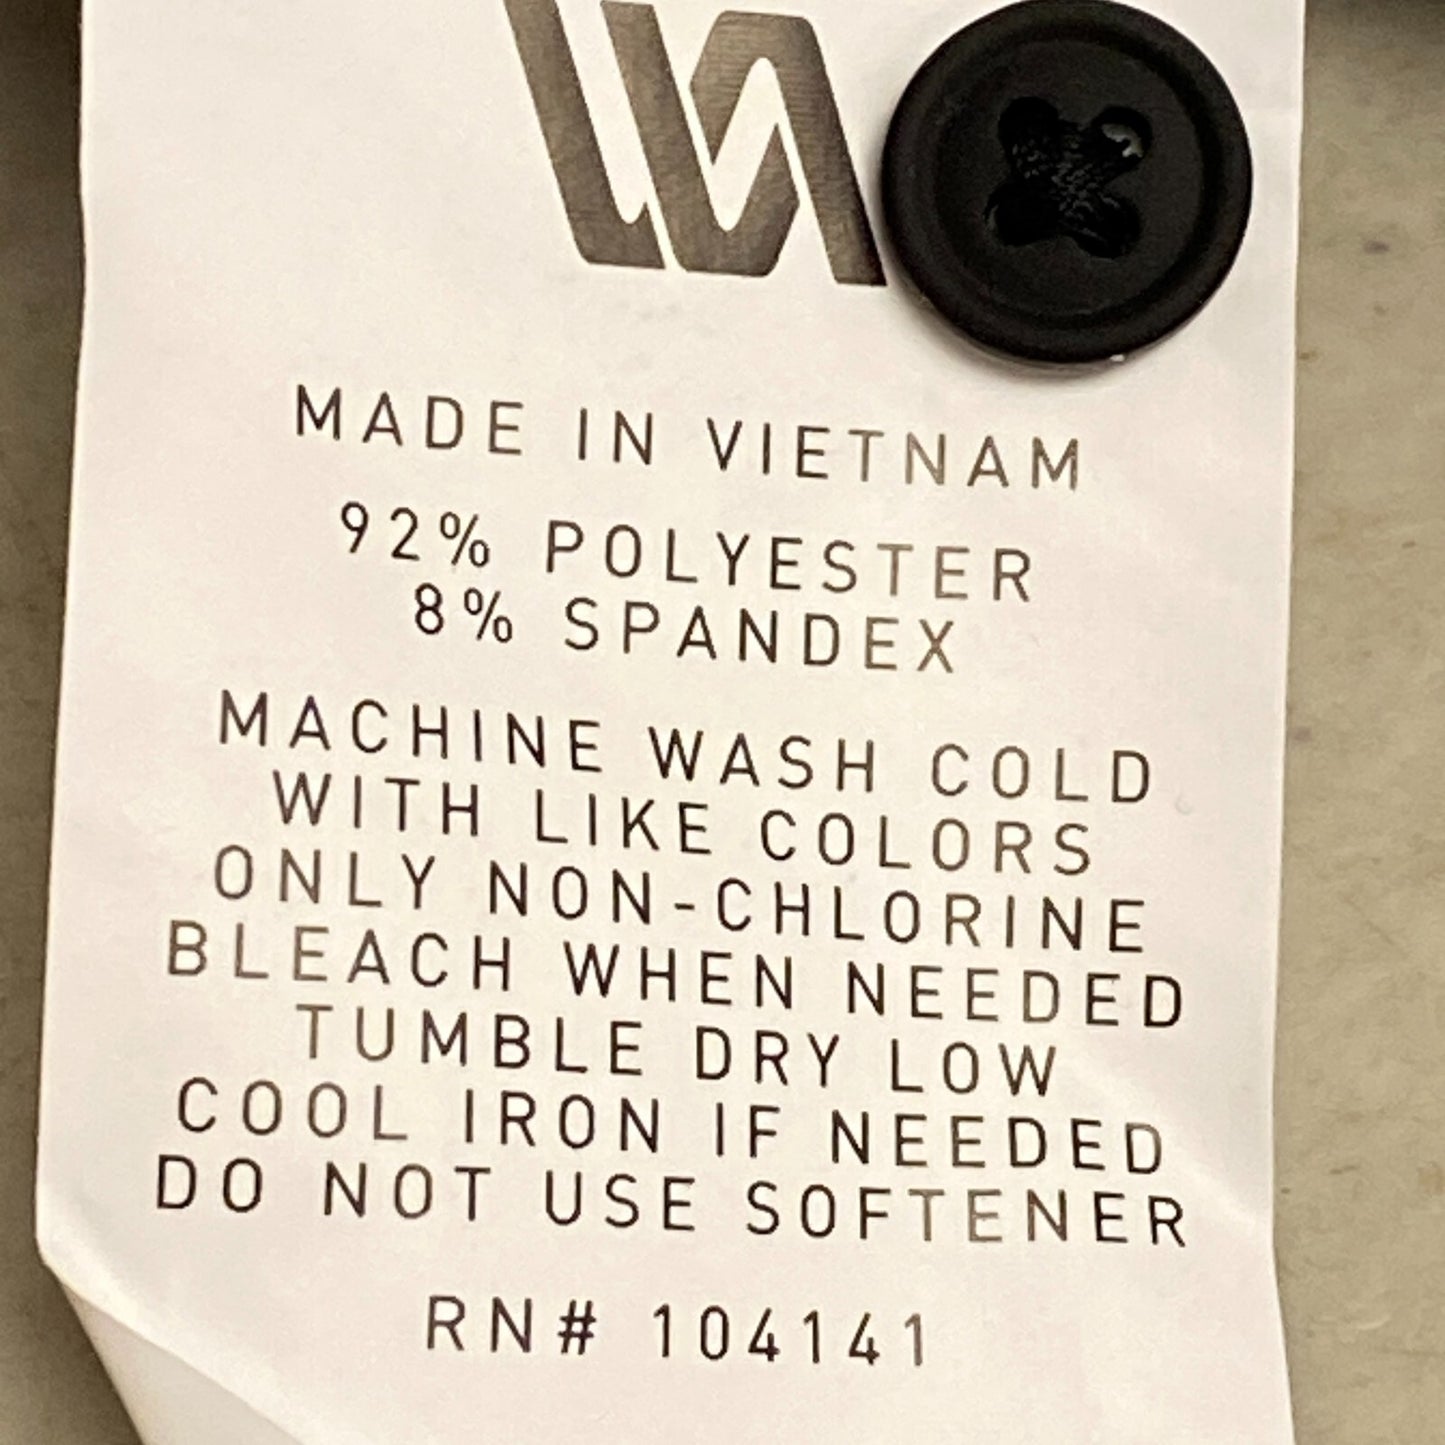 MADE IN VIETNAM
92% POLYESTER
8% SPANDEX
MACHINE WASH COLD
WITH LIKE COLORS
ONLY NON-CHLORINE
BLEACH WHEN NEEDED
TUMBLE DRY LOW
COOL IRON IF NEEDED
DO NOT USE SOFTENER
RN# 104141